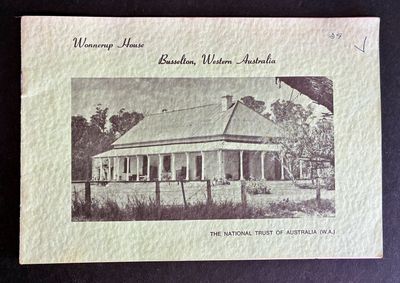 Wonnerup House
Busselton, Western Australia
THE NATIONAL TRUST OF AUSTRALIA (W.A.)